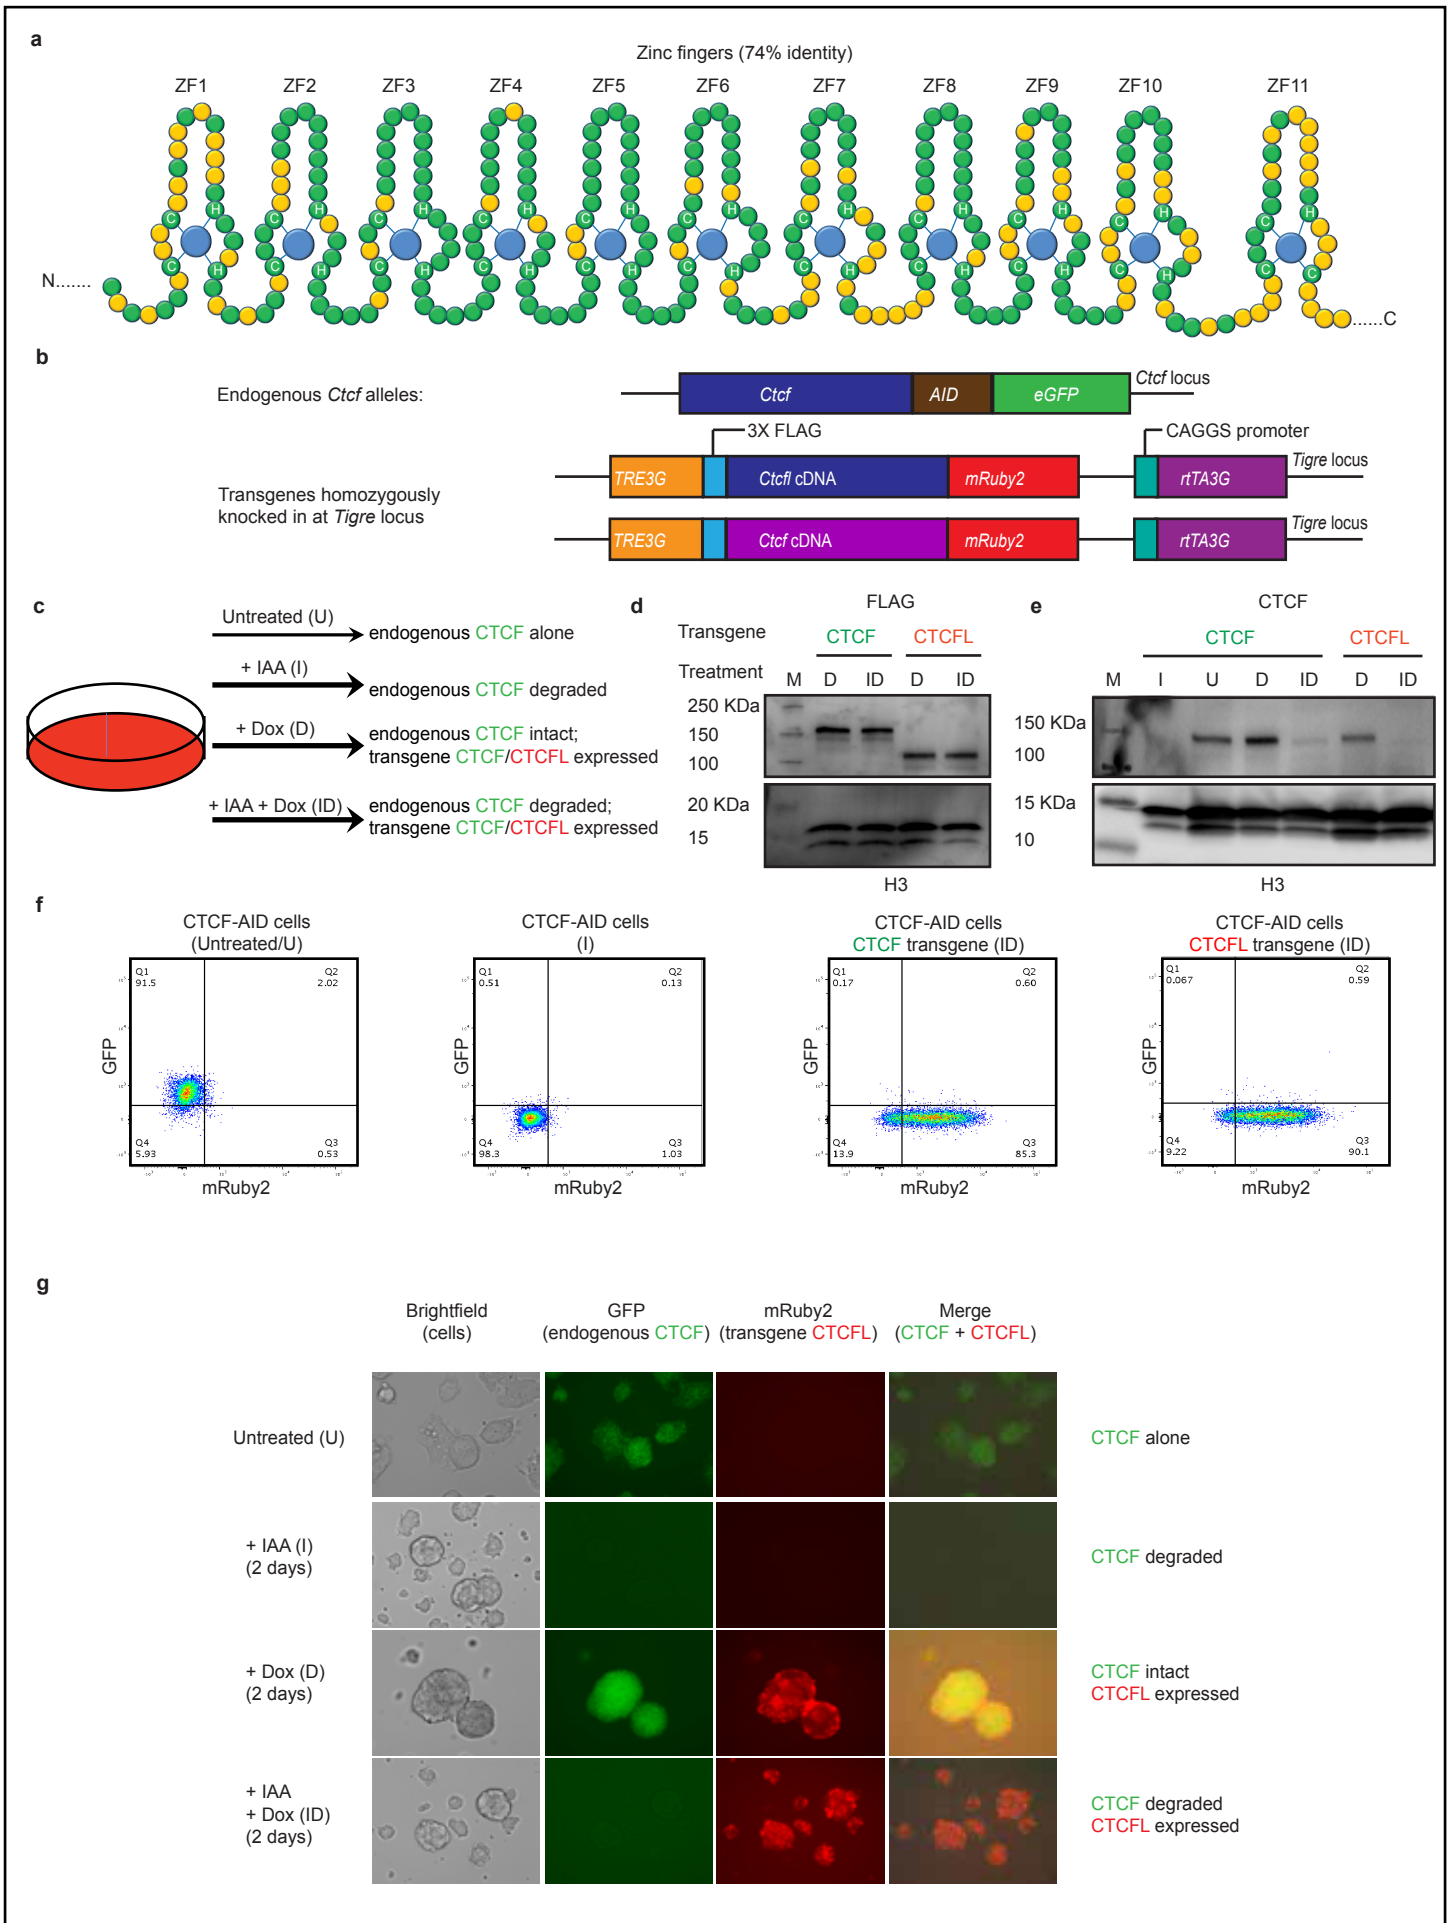 a
Zinc fingers (74% identity)
ZF1 ZF2 ZF3 ZF4 ZF5 ZF6 ZF7 ZF8 ZF9 ZF10 ZF11
H H H H H H H H H H H
C C C C C C C C C C C
C H C H C H C H C H C H C H C H C H C H C H
N....... ......C
b
Endogenous Ctcf alleles:
Ctcf AID eGFP
Ctcf locus
3X FLAG
CAGGS promoter
Transgenes homozygously
knocked in at Tigre locus
TRE3G Ctcfl cDNA mRuby2 rtTA3G
Tigre locus
TRE3G Ctcf cDNA mRuby2 rtTA3G
Tigre locus
c
Untreated (U)
endogenous CTCF alone
+ IAA (I)
endogenous CTCF degraded
+ Dox (D)
endogenous CTCF intact;
transgene CTCF/CTCFL expressed
+ IAA + Dox (ID)
endogenous CTCF degraded;
transgene CTCF/CTCFL expressed
d
FLAG
Transgene CTCF CTCFL
Treatment M D ID D ID
250 KDa
150
100
20 KDa
15
H3
e
CTCF
CTCF CTCFL
M I U D ID D ID
150 KDa
100
15 KDa
10
H3
f
CTCF-AID cells
(Untreated/U)
GFP
Q1
91.5
Q2
2.02
Q4
5.93
Q3
0.53
mRuby2
CTCF-AID cells
(I)
GFP
Q1
0.51
Q2
0.13
Q4
98.3
Q3
1.03
mRuby2
CTCF-AID cells
CTCF transgene (ID)
GFP
Q1
0.17
Q2
0.60
Q4
13.9
Q3
85.3
mRuby2
CTCF-AID cells
CTCFL transgene (ID)
GFP
Q1
0.067
Q2
0.59
Q4
9.22
Q3
90.1
mRuby2
g
Brightfield
(cells)
GFP
(endogenous CTCF)
mRuby2
(transgene CTCFL)
Merge
(CTCF + CTCFL)
Untreated (U)
CTCF alone
+ IAA (I)
(2 days)
CTCF degraded
+ Dox (D)
(2 days)
CTCF intact
CTCFL expressed
+ IAA
+ Dox (ID)
(2 days)
CTCF degraded
CTCFL expressed